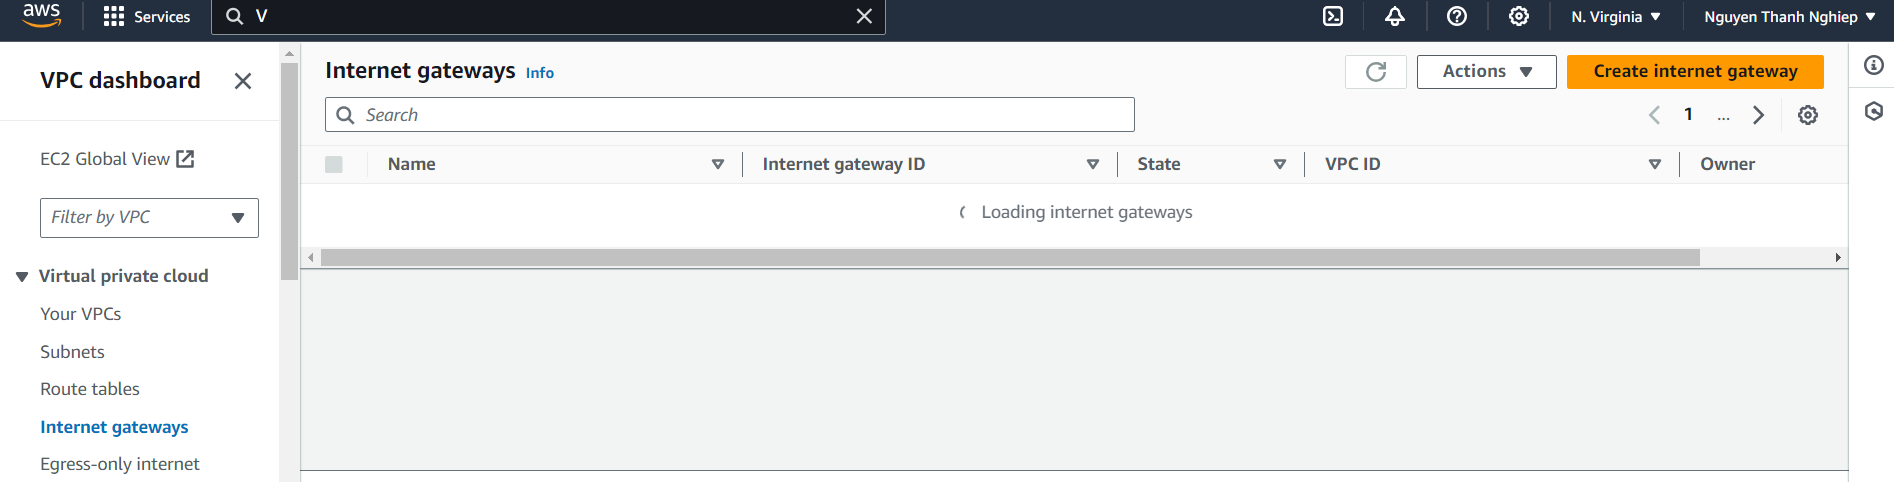 aws
Services
V
N. Virginia
Nguyen Thanh Nghiep
VPC dashboard
EC2 Global View
Filter by VPC
Virtual private cloud
Your VPCs
Subnets
Route tables
Internet gateways
Egress-only internet
Internet gateways Info
Actions
Create internet gateway
Search
1 ...
Name Internet gateway ID State VPC ID Owner
Loading internet gateways